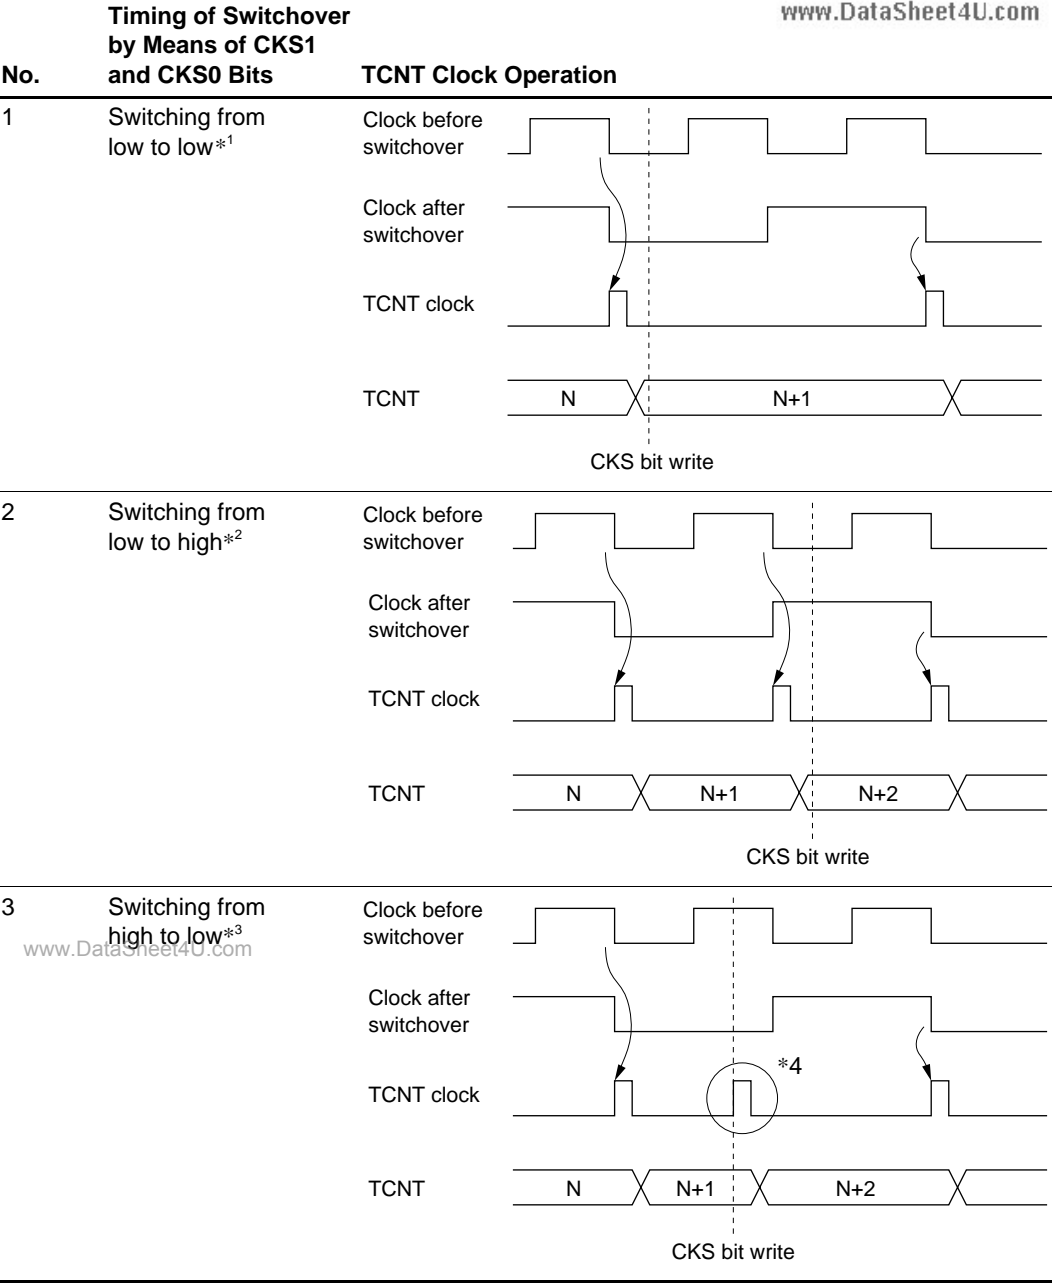 www.DataSheet4U.com
No.
Timing of Switchover
by Means of CKS1
and CKS0 Bits
TCNT Clock Operation
1
Switching from
low to low*1
Clock before
switchover
Clock after
switchover
TCNT clock
TCNT
N
N+1
CKS bit write
2
Switching from
low to high*2
Clock before
switchover
Clock after
switchover
TCNT clock
TCNT
N
N+1
N+2
CKS bit write
3
Switching from
high to low*3
www.DataSheet4U.com
Clock before
switchover
Clock after
switchover
*4
TCNT clock
TCNT
N
N+1
N+2
CKS bit write